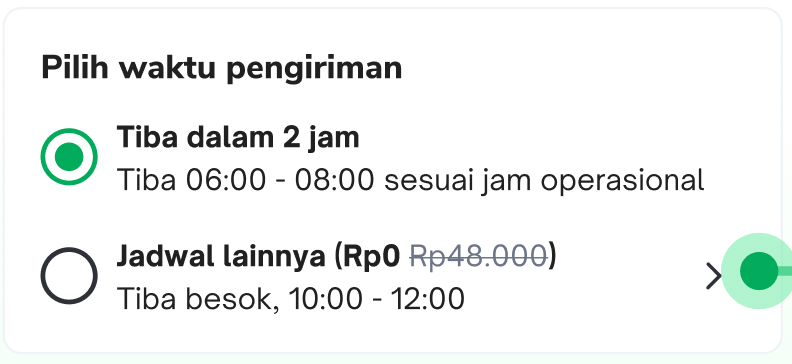 Pilih waktu pengiriman
Tiba dalam 2 jam
Tiba 06:00 - 08:00 sesuai jam operasional
Jadwal lainnya (Rp0 Rp48.000)
Tiba besok, 10:00 - 12:00